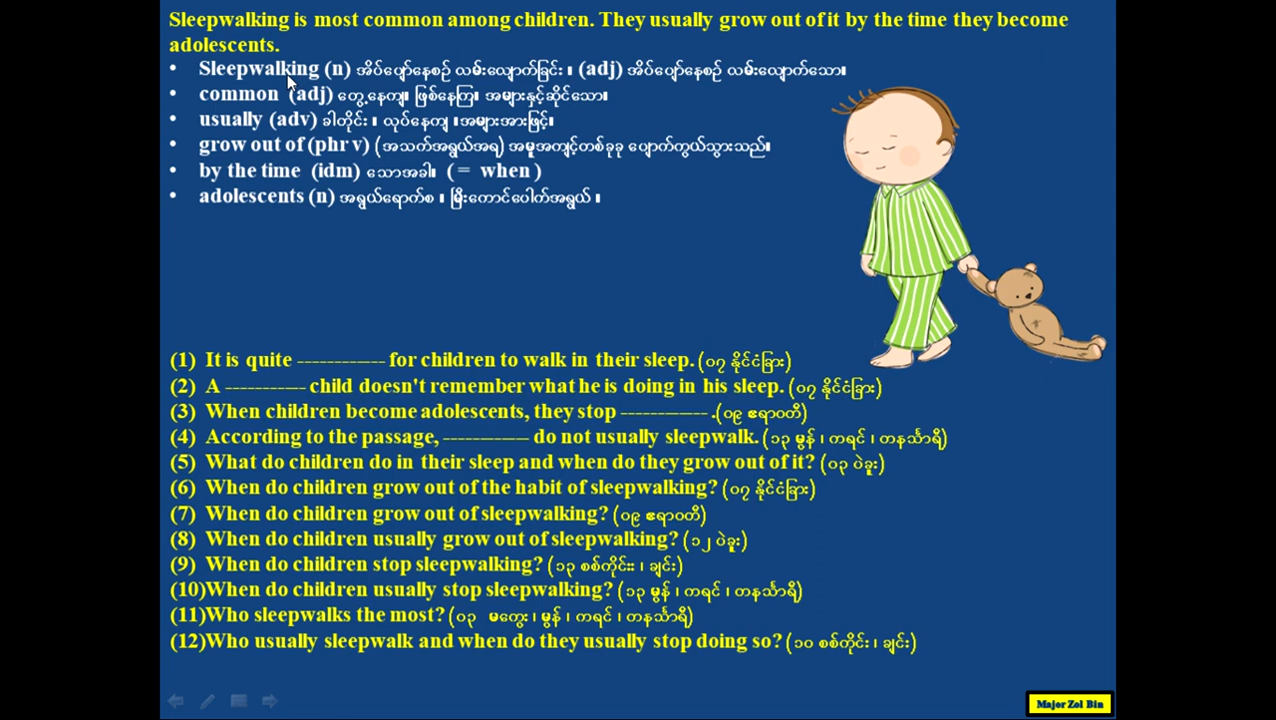 Sleepwalking is most common among children. They usually grow out of it by the time they become
adolescents.
• Sleepwalking (n) အိပ်ပျော်နေစဉ် လမ်းလျှောက်ခြင်း ၊ (adj) အိပ်ပျော်နေစဉ် လမ်းလျှောက်သော။
• common (adj) တွေ့နေကျ။ ဖြစ်နေကြ။ အများနှင့်ဆိုင်သော။
• usually (adv) ခါတိုင်း ၊ လုပ်နေကျ ၊အများအားဖြင့်။
• grow out of (phr v) (အသက်အရွယ်အရ) အမူအကျင့်တစ်ခုခု ပျောက်ကွယ်သွားသည်။
• by the time (idm) သောအခါ။ ( = when )
• adolescents (n) အရွယ်ရောက်စ ၊ မြီးကောင်ပေါက်အရွယ် ။
(1) It is quite ------------- for children to walk in their sleep. (၀၇ နိုင်ငံခြား)
(2) A ------------ child doesn't remember what he is doing in his sleep. (၀၇ နိုင်ငံခြား)
(3) When children become adolescents, they stop ------------- .(၀၉ ဧရာဝတီ)
(4) According to the passage, ------------- do not usually sleepwalk. (၁၃ မွန် ၊ ကရင် ၊ တနင်္သာရီ)
(5) What do children do in their sleep and when do they grow out of it? (၀၃ ပဲခူး)
(6) When do children grow out of the habit of sleepwalking? (၀၇ နိုင်ငံခြား)
(7) When do children grow out of sleepwalking? (၀၉ ဧရာဝတီ)
(8) When do children usually grow out of sleepwalking? (၁၂ ပဲခူး)
(9) When do children stop sleepwalking? (၁၃ စစ်ကိုင်း ၊ ချင်း)
(10)When do children usually stop sleepwalking? (၁၃ မွန် ၊ ကရင် ၊ တနင်္သာရီ)
(11)Who sleepwalks the most? (၀၃ မကွေး ၊ မွန် ၊ ကရင် ၊ တနင်္သာရီ)
(12)Who usually sleepwalk and when do they usually stop doing so? (၁၀ စစ်ကိုင်း ၊ ချင်း)
Major Zol Bin